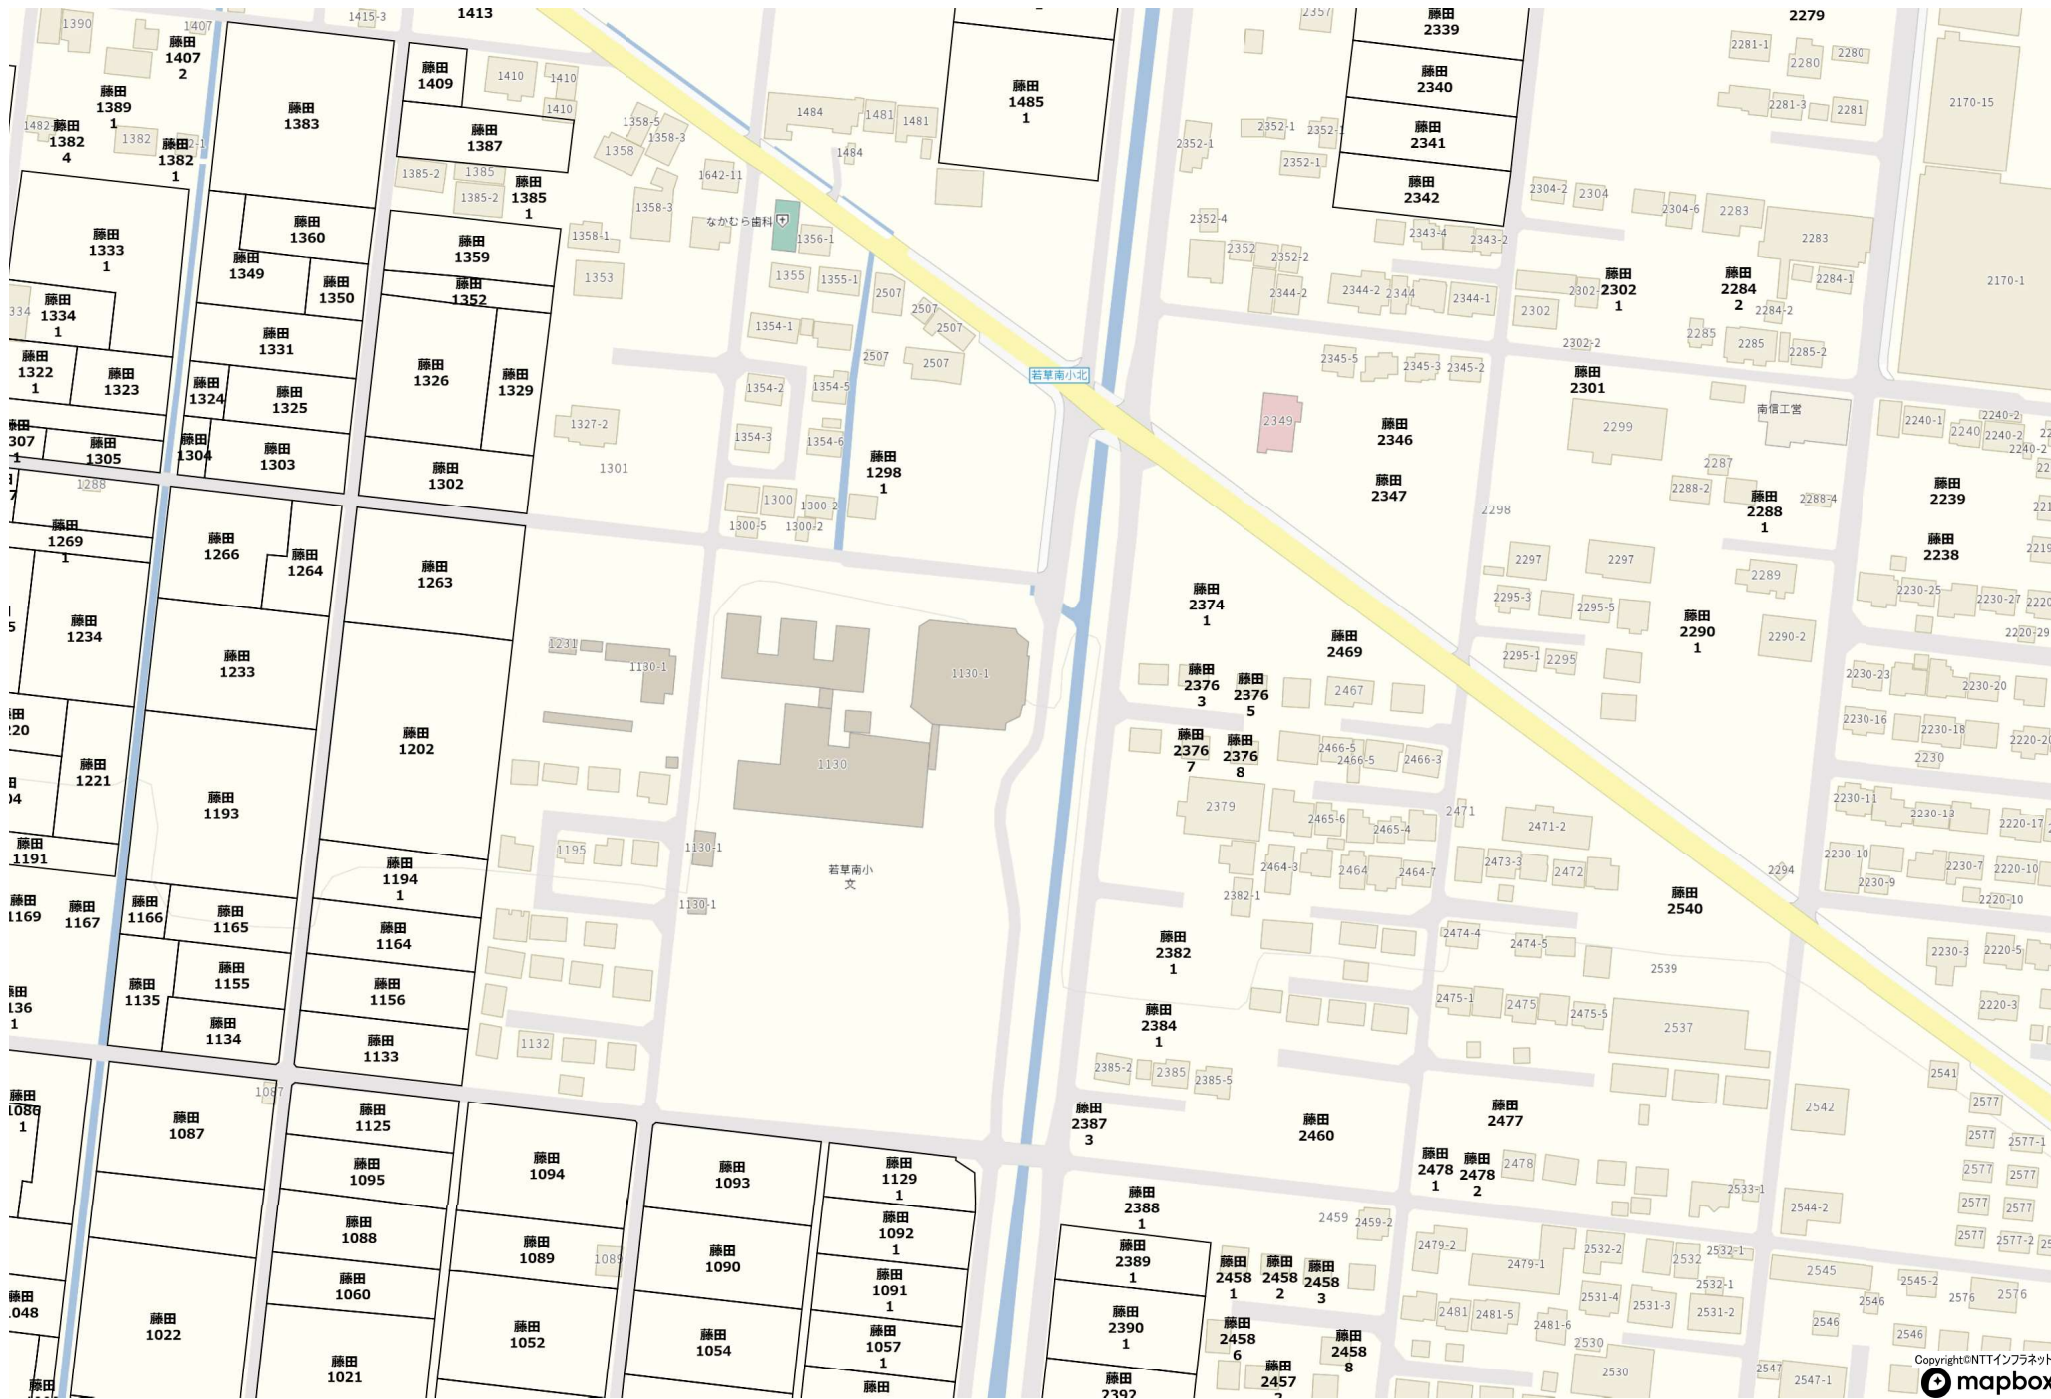 1390
1407
1415-3
1413
2357
藤田
2339
2279
藤田
1407
2
藤田
1409
1410
1410
1410
藤田
1485
1
藤田
2340
2281-1
2280
2280
藤田
1389
1
藤田
1383
1484
1481
1481
2281-3
2281
2170-15
藤田
1382
4
1382
藤田
1382
1
藤田
1387
1358-5
1358-3
1358
1484
2352-1
2352-1
2352-1
2352-1
藤田
2341
1385-2
1385
1385-2
藤田
1385
1
1642-11
1358-3
藤田
2342
2304-2
2304
2304-6
2283
2283
藤田
1333
1
藤田
1360
藤田
1359
1358-1
なかむら歯科
1356-1
2352-4
2352
2352-2
2343-4
2343-2
藤田
1349
藤田
1350
藤田
1352
1353
1355
1355-1
2507
2507
2507
2507
2507
2344-2
2344-2
2344
2344-1
2302
藤田
2302
1
藤田
2284
2
2284-1
2284-2
2170-1
藤田
1334
1
藤田
1331
藤田
1326
藤田
1329
1354-1
若草南小北
2345-5
2345-3
2345-2
2302-2
2285
2285
2285-2
藤田
1322
1
藤田
1323
藤田
1324
藤田
1325
1354-2
1354-5
1354-3
1354-6
2349
藤田
2346
藤田
2301
2299
南信工営
2240-1
2240
2240-2
2240-2
2240-2
藤田
1305
藤田
1304
藤田
1303
藤田
1302
1327-2
1301
藤田
1298
1
藤田
2347
2298
2287
2288-2
藤田
2288
1
2288-4
藤田
2239
1288
1300
1300-2
1300-5
1300-2
藤田
1269
1
藤田
1266
藤田
1264
藤田
1263
藤田
2374
1
2297
2297
2295-3
2295-5
2289
藤田
2238
2230-25
2230-27
藤田
1234
藤田
1233
1231
1130-1
1130-1
藤田
2469
藤田
2290
1
2290-2
2295-1
2295
2220-29
2230-23
2230-20
藤田
2376
3
藤田
2376
5
2467
藤田
1221
藤田
1202
藤田
2376
7
藤田
2376
8
2466-5
2466-5
2466-3
2230-16
2230-18
2230
藤田
1193
1130
2379
2465-6
2465-4
2471
2471-2
2230-11
2230-13
2220-17
藤田
1191
藤田
1194
1
1195
1130-1
1130-1
若草南小
文
2464-3
2464
2464-7
2473-3
2472
2294
2230-10
2230-9
2230-7
2220-10
2220-10
藤田
1169
藤田
1167
藤田
1166
藤田
1165
藤田
1164
2382-1
藤田
2382
1
2474-4
2474-5
藤田
2540
2539
2230-3
2220-5
藤田
1135
藤田
1155
藤田
1156
藤田
1134
藤田
1133
1132
藤田
2384
1
2475-1
2475
2475-5
2537
2220-3
2385-2
2385
2385-5
2541
2577
藤田
1087
1087
藤田
1125
藤田
2387
3
藤田
2460
藤田
2477
2542
2577
2577-1
藤田
1095
藤田
1094
藤田
1093
藤田
1129
1
藤田
2478
1
藤田
2478
2
2478
2533-1
2577
2577
藤田
1088
藤田
1089
1089
藤田
1090
藤田
1092
1
藤田
2388
1
2459
2459-2
2544-2
2577
2577
2577
2577-2
藤田
1060
藤田
1091
1
藤田
2389
1
藤田
2458
1
藤田
2458
2
藤田
2458
3
2479-2
2479-1
2532-2
2532
2532-1
2532-1
2545
2545-2
2546
2576
2576
藤田
1048
藤田
1022
藤田
1021
藤田
1052
藤田
1054
藤田
1057
1
藤田
2390
1
藤田
2458
6
藤田
2458
8
2481
2481-5
2481-6
2531-4
2531-3
2531-2
2530
2530
2546
2546
藤田
藤田
藤田
2392
藤田
2457
2
2547
2547-1
Copyright©NTTインフラネット
mapbox